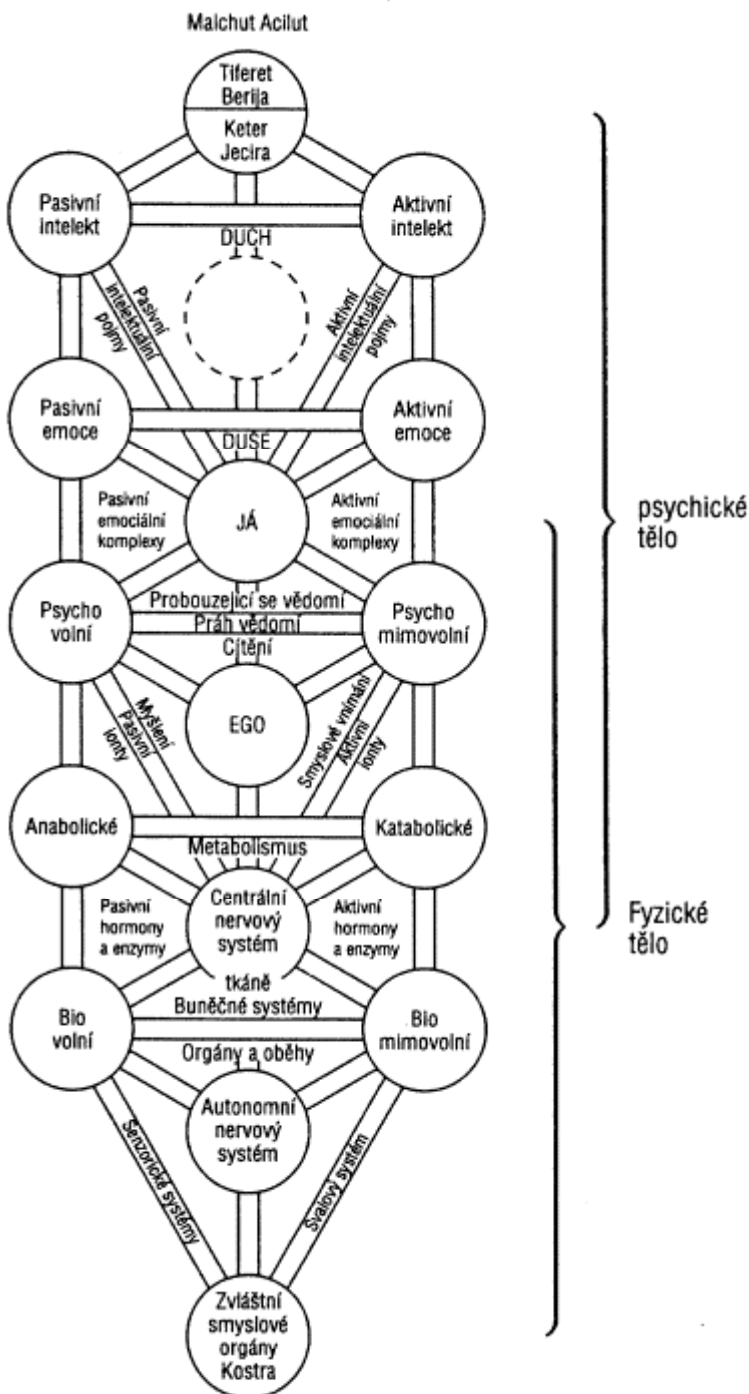 Malchut Acilut
Tiferet
Berija
Keter
Jecira
Pasivní
intelekt
Aktivní
intelekt
DUCH
Pasivní
intelektuální
pojmy
Aktivní
intelektuální
pojmy
Pasivní
emoce
Aktivní
emoce
DUŠE
Pasivní
emociální
komplexy
JÁ
Aktivní
emociální
komplexy
psychické
tělo
Psycho
volní
Probouzející se vědomí
Práh vědomí
Cítění
Psycho
mimovolní
Myšlení
Pasivní
ionty
EGO
Smyslové vnímání
Aktivní
ionty
Anabolické
Katabolické
Metabolismus
Pasivní
hormony
a enzymy
Centrální
nervový
systém
Aktivní
hormony
a enzymy
Fyzické
tělo
tkáně
Buněčné systémy
Bio
volní
Bio
mimovolní
Orgány a oběhy
Autonomní
nervový
systém
Senzorické systémy
Svalový systém
Zvláštní
smyslové
orgány
Kostra